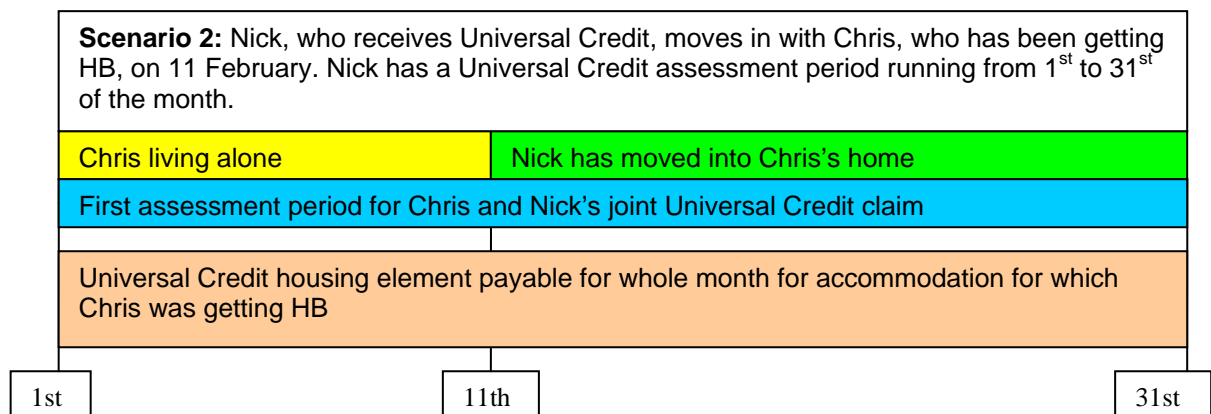 Scenario 2: Nick, who receives Universal Credit, moves in with Chris, who has been getting
HB, on 11 February. Nick has a Universal Credit assessment period running from 1st to 31st
of the month.
Chris living alone
Nick has moved into Chris's home
First assessment period for Chris and Nick's joint Universal Credit claim
Universal Credit housing element payable for whole month for accommodation for which
Chris was getting HB
1st
11th
31st